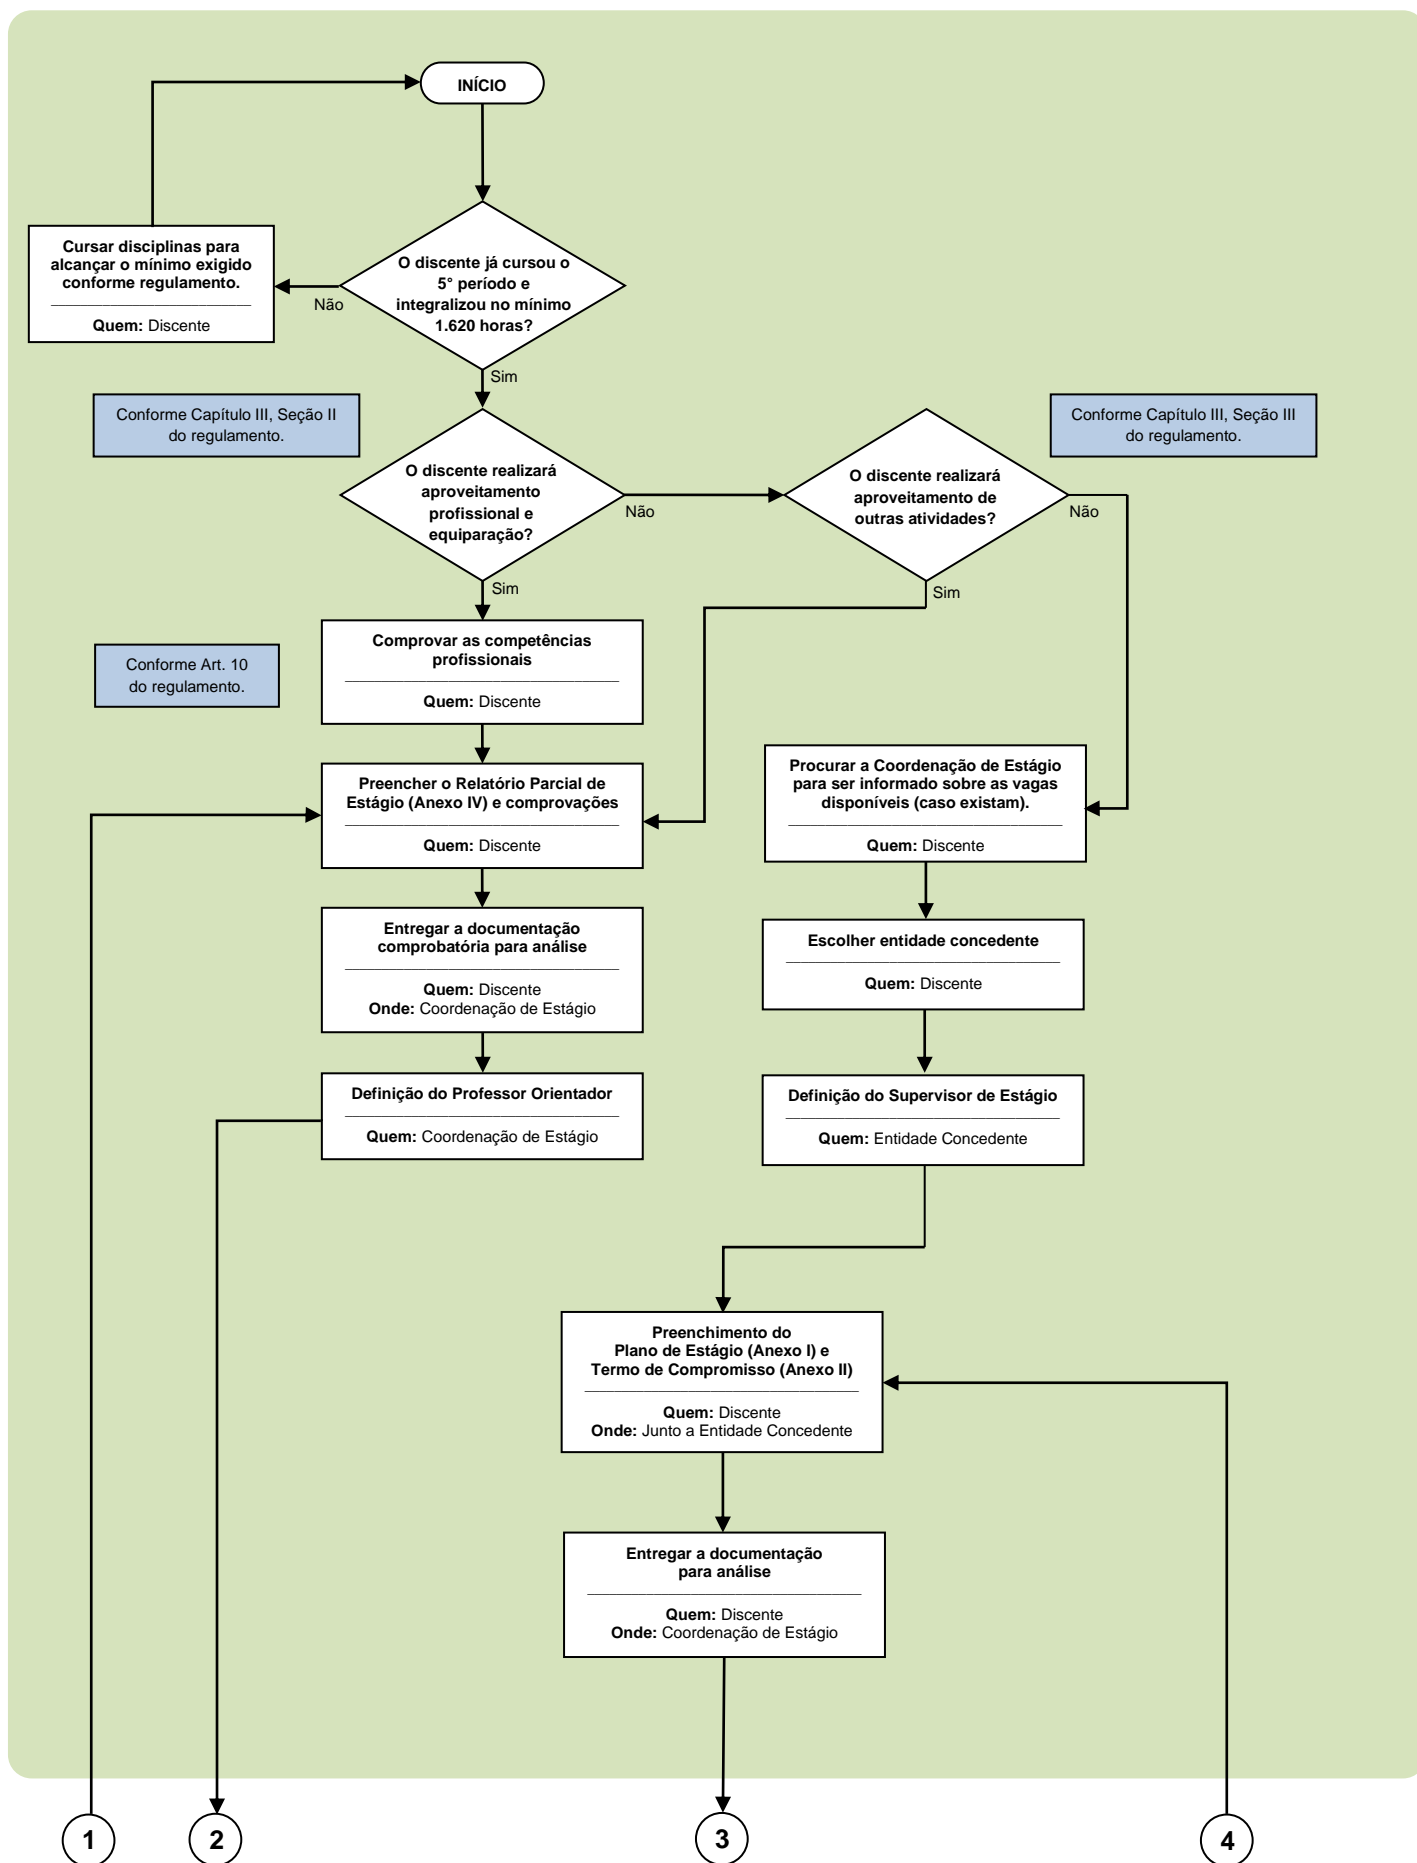 INÍCIO
Cursar disciplinas para
alcançar o mínimo exigido
conforme regulamento.
Quem: Discente
Não
O discente já cursou o
5° período e
integralizou no mínimo
1.620 horas?
Sim
Conforme Capítulo III, Seção II
do regulamento.
Conforme Capítulo III, Seção III
do regulamento.
O discente realizará
aproveitamento
profissional e
equiparação?
Não
O discente realizará
aproveitamento de
outras atividades?
Não
Sim
Sim
Comprovar as competências
profissionais
Quem: Discente
Conforme Art. 10
do regulamento.
Preencher o Relatório Parcial de
Estágio (Anexo IV) e comprovações
Quem: Discente
Procurar a Coordenação de Estágio
para ser informado sobre as vagas
disponíveis (caso existam).
Quem: Discente
Entregar a documentação
comprobatória para análise
Quem: Discente
Onde: Coordenação de Estágio
Escolher entidade concedente
Quem: Discente
Definição do Professor Orientador
Quem: Coordenação de Estágio
Definição do Supervisor de Estágio
Quem: Entidade Concedente
Preenchimento do
Plano de Estágio (Anexo I) e
Termo de Compromisso (Anexo II)
Quem: Discente
Onde: Junto a Entidade Concedente
Entregar a documentação
para análise
Quem: Discente
Onde: Coordenação de Estágio
1
2
3
4